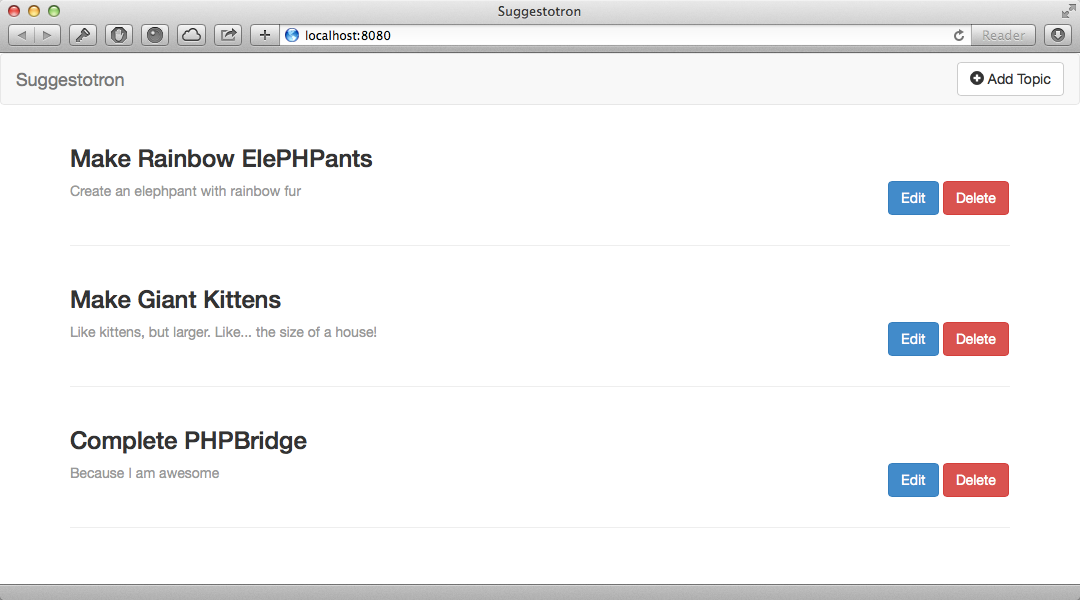 Suggestotron
localhost:8080
Reader
Suggestotron
Add Topic
Make Rainbow ElePHPants
Create an elephpant with rainbow fur
Edit Delete
Make Giant Kittens
Like kittens, but larger. Like... the size of a house!
Edit Delete
Complete PHPBridge
Because I am awesome
Edit Delete